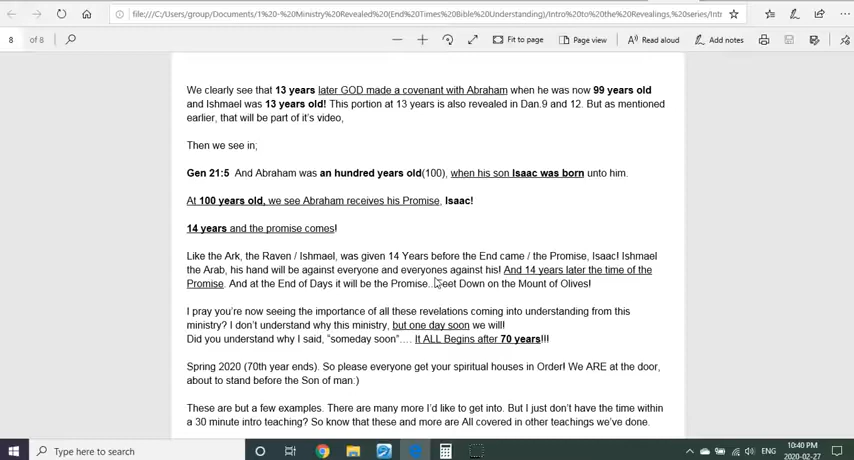 file:///C:/Users/group/Documents/1%20-%20Ministry%20Revealed%20(End%20Times%20Bible%20Understanding)/Intro%20to%20the%20Revealings,%20series/Intr
8 of 8 Fit to page Page view Read aloud Add notes
We clearly see that 13 years later GOD made a covenant with Abraham when he was now 99 years old
and Ishmael was 13 years old! This portion at 13 years is also revealed in Dan.9 and 12. But as mentioned
earlier, that will be part of it's video,
Then we see in;
Gen 21:5 And Abraham was an hundred years old(100), when his son Isaac was born unto him.
At 100 years old, we see Abraham receives his Promise, Isaac!
14 years and the promise comes!
Like the Ark, the Raven / Ishmael, was given 14 Years before the End came / the Promise, Isaac! Ishmael
the Arab, his hand will be against everyone and everyones against his! And 14 years later the time of the
Promise. And at the End of Days it will be the Promise..Feet Down on the Mount of Olives!
I pray you're now seeing the importance of all these revelations coming into understanding from this
ministry? I don't understand why this ministry, but one day soon we will!
Did you understand why I said, "someday soon".... It ALL Begins after 70 years!!!
Spring 2020 (70th year ends). So please everyone get your spiritual houses in Order! We ARE at the door,
about to stand before the Son of man:)
These are but a few examples. There are many more I'd like to get into. But I just don't have the time within
a 30 minute intro teaching? So know that these and more are All covered in other teachings we've done.
Type here to search
ENG
10:40 PM
2020-02-27